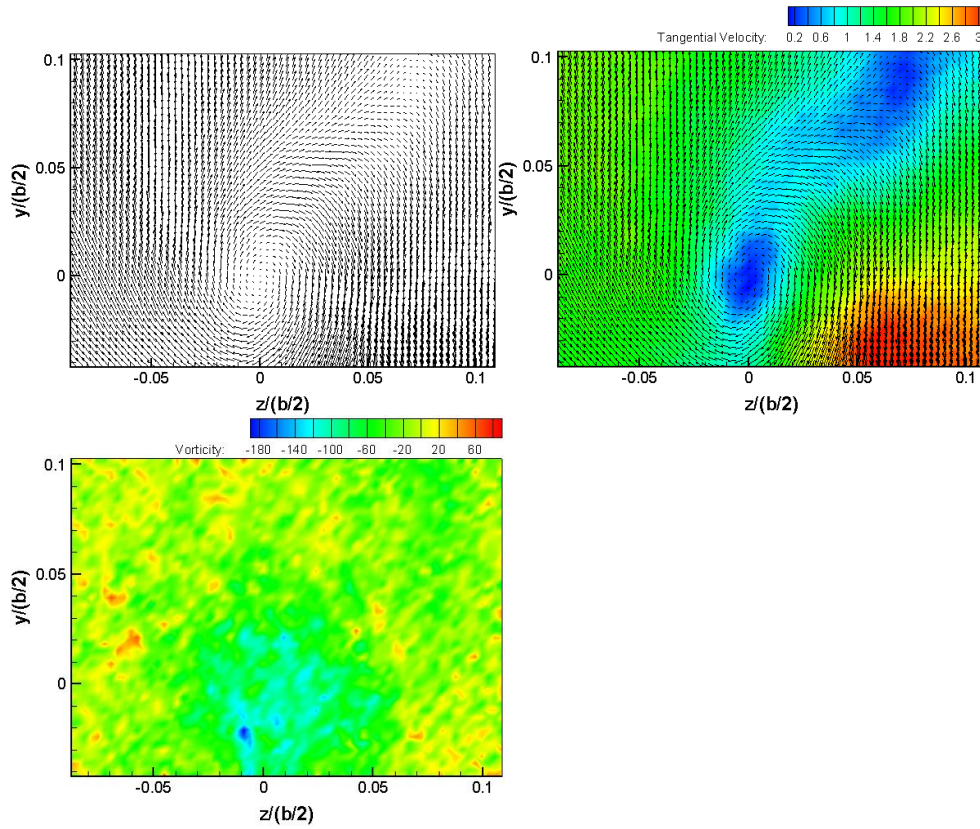 Tangential Velocity: 0.2 0.6 1 1.4 1.8 2.2 2.6 3
0.1
0.05
0
y/(b/2)
-0.05 0 0.05 0.1
z/(b/2)
0.1
0.05
0
y/(b/2)
-0.05 0 0.05 0.1
z/(b/2)
Vorticity: -180 -140 -100 -60 -20 20 60
0.1
0.05
0
y/(b/2)
-0.05 0 0.05 0.1
z/(b/2)